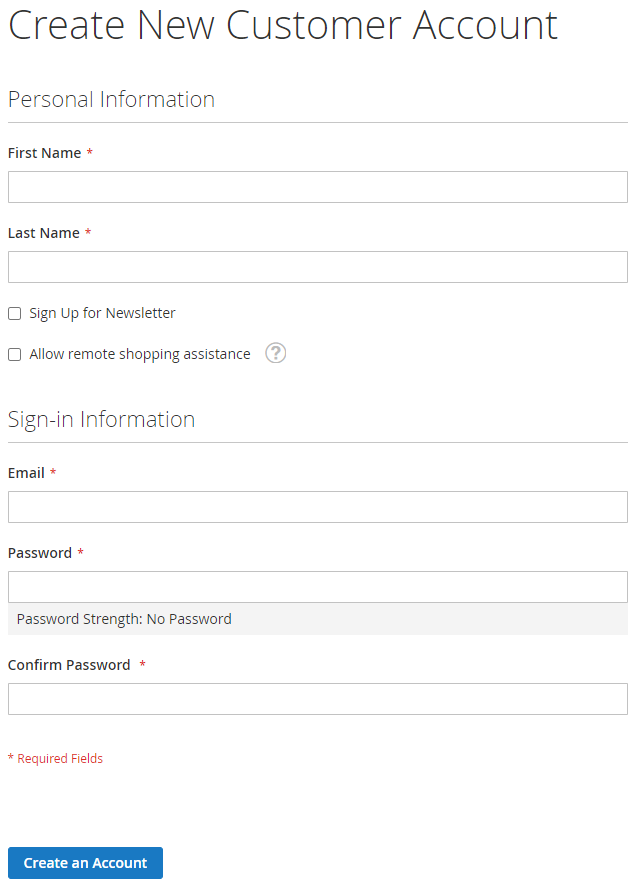 Create New Customer Account
Personal Information
First Name *
Last Name *
Sign Up for Newsletter
Allow remote shopping assistance ?
Sign-in Information
Email *
Password *
Password Strength: No Password
Confirm Password *
* Required Fields
Create an Account